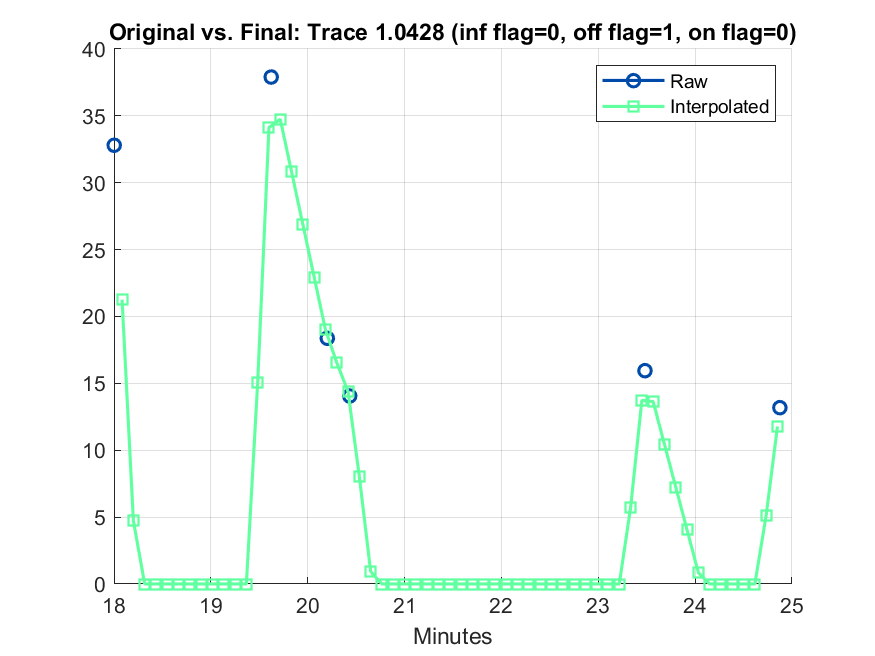 Original vs. Final: Trace 1.0428 (inf flag=0, off flag=1, on flag=0)
40
35
30
25
20
15
10
5
0
Raw
Interpolated
18 19 20 21 22 23 24 25
Minutes